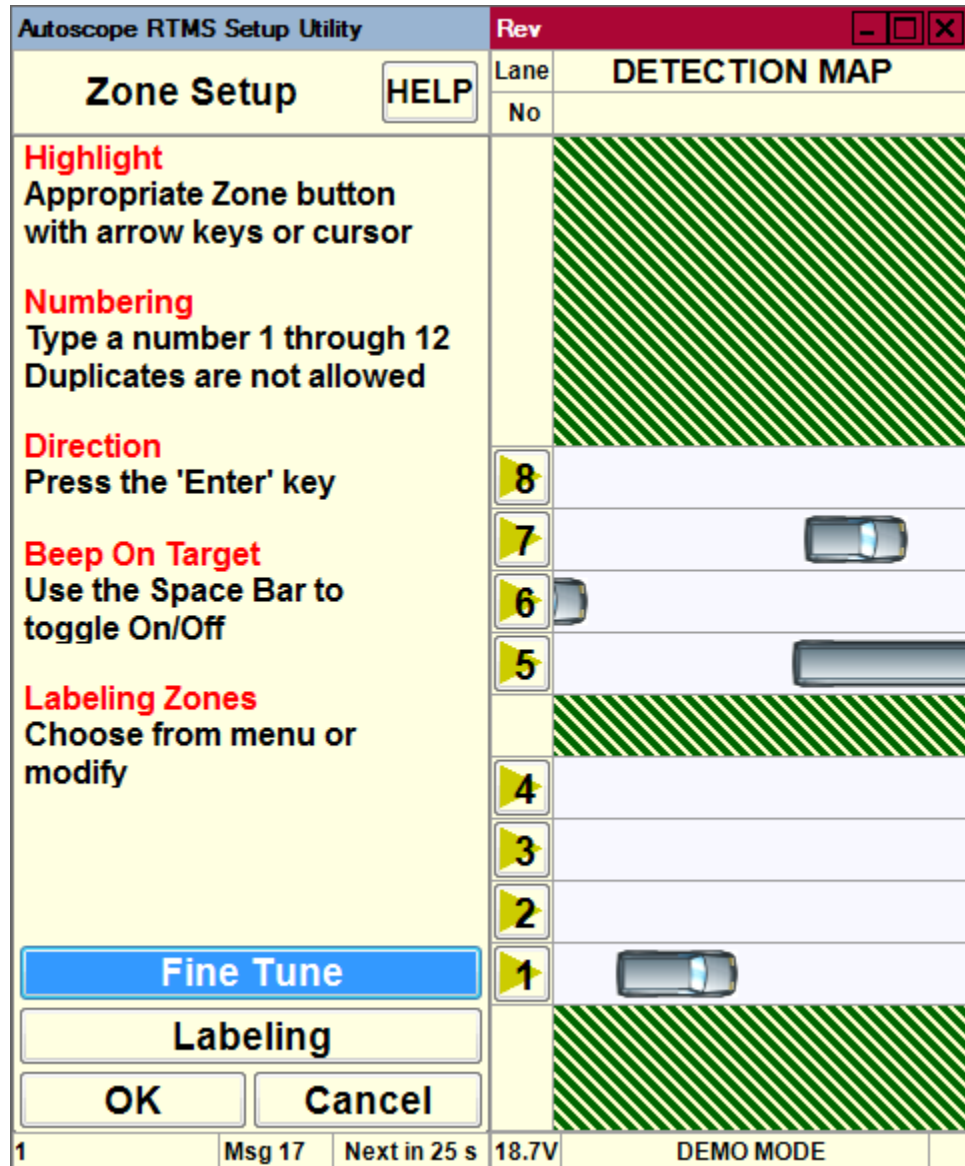 Autoscope RTMS Setup Utility
Rev
Zone Setup
HELP
Lane
No
DETECTION MAP
Highlight
Appropriate Zone button
with arrow keys or cursor
Numbering
Type a number 1 through 12
Duplicates are not allowed
Direction
Press the 'Enter' key
Beep On Target
Use the Space Bar to
toggle On/Off
Labeling Zones
Choose from menu or
modify
Fine Tune
Labeling
OK
Cancel
8
7
6
5
4
3
2
1
1
Msg 17
Next in 25 s
18.7V
DEMO MODE